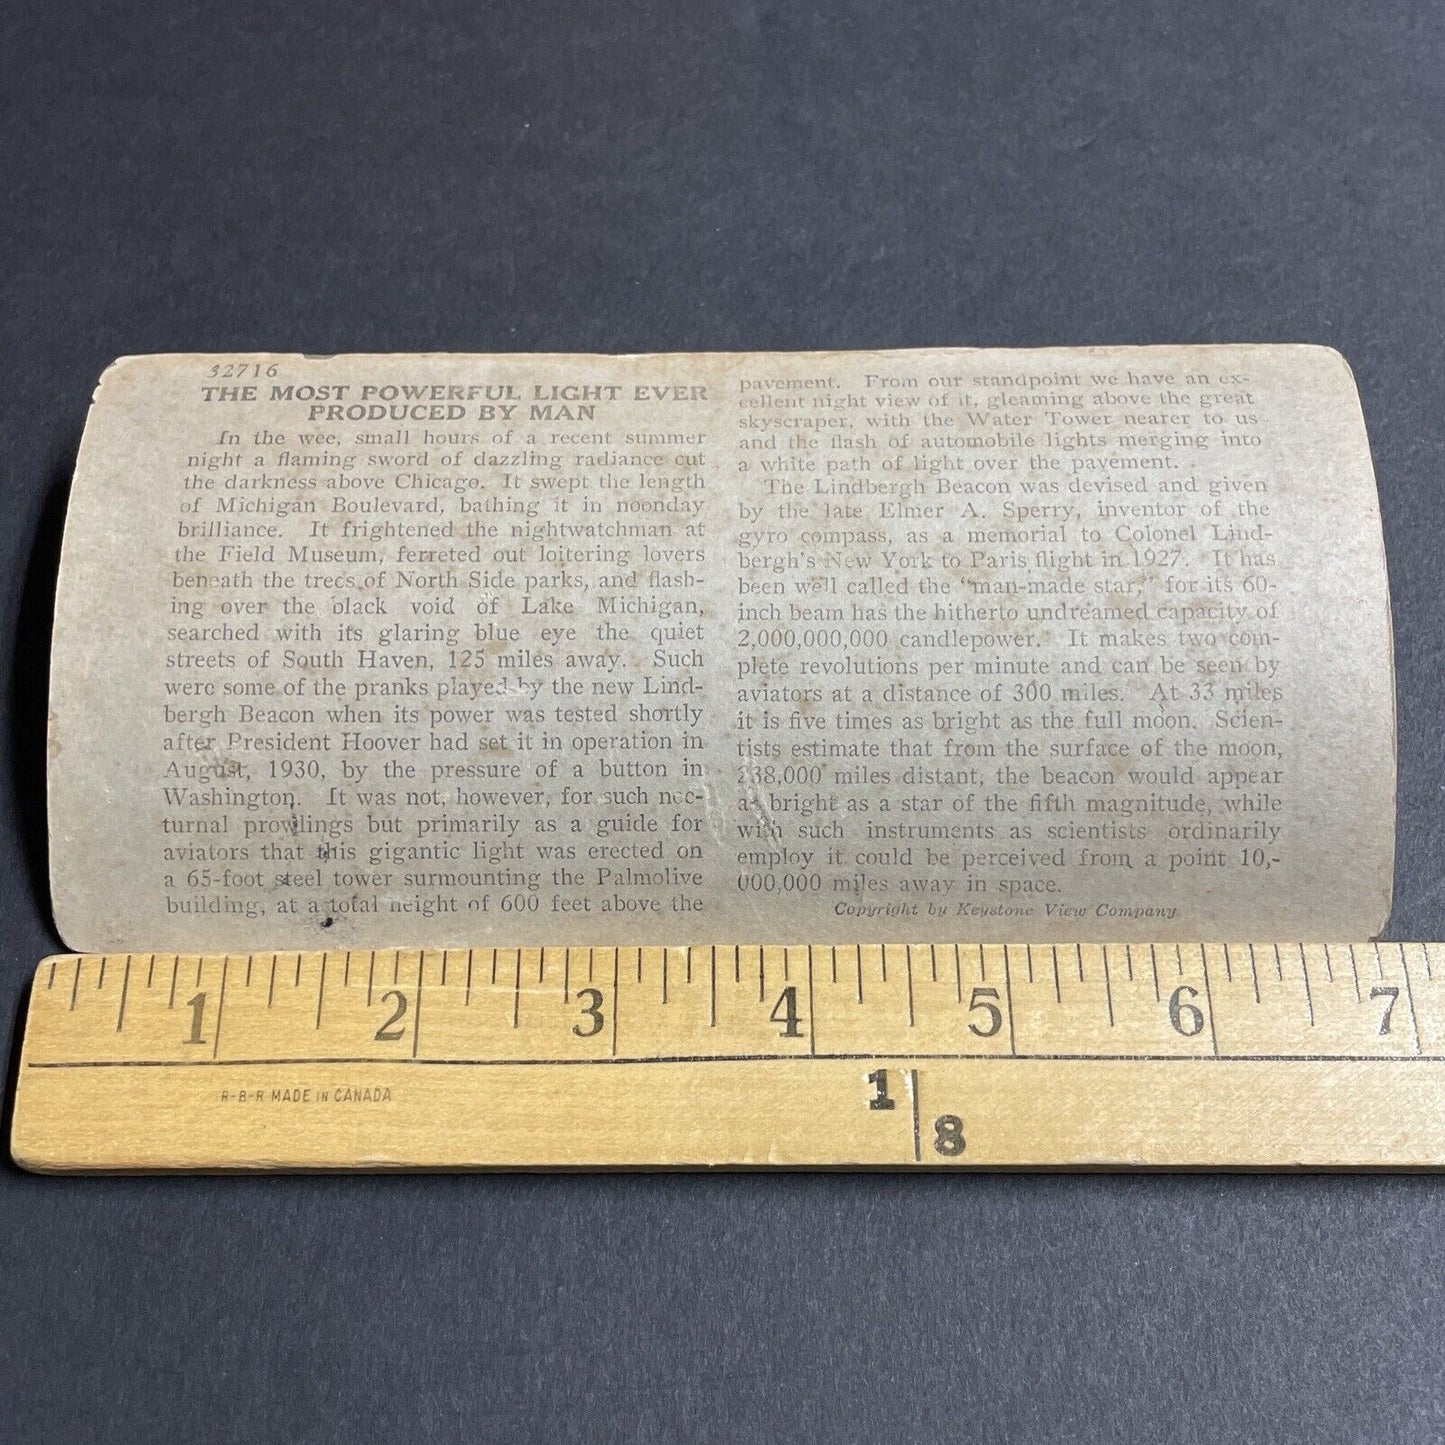 32716
THE MOST POWERFUL LIGHT EVER
PRODUCED BY MAN
In the wee, small hours of a recent summer
night a flaming sword of dazzling radiance cut
the darkness above Chicago. It swept the length
of Michigan Boulevard, bathing it in noonday
brilliance. It frightened the nightwatchman at
the Field Museum, ferreted out loitering lovers
beneath the trees of North Side parks, and flash-
ing over the black void of Lake Michigan,
searched with its glaring blue eye the quiet
streets of South Haven, 125 miles away. Such
were some of the pranks played by the new Lind-
bergh Beacon when its power was tested shortly
after President Hoover had set it in operation in
August, 1930, by the pressure of a button in
Washington. It was not, however, for such noc-
turnal prowlings but primarily as a guide for
aviators that this gigantic light was erected on
a 65-foot steel tower surmounting the Palmolive
building, at a total height of 600 feet above the
pavement. From our standpoint we have an ex-
cellent night view of it, gleaming above the great
skyscraper, with the Water Tower nearer to us
and the flash of automobile lights merging into
a white path of light over the pavement.
The Lindbergh Beacon was devised and given
by the late Elmer A. Sperry, inventor of the
gyro compass, as a memorial to Colonel Lind-
bergh's New York to Paris flight in 1927. It has
been well called the "man-made star," for its 60-
inch beam has the hitherto undreamed capacity of
2,000,000,000 candlepower. It makes two com-
plete revolutions per minute and can be seen by
aviators at a distance of 300 miles. At 33 miles
it is five times as bright as the full moon. Scien-
tists estimate that from the surface of the moon,
238,000 miles distant, the beacon would appear
as bright as a star of the fifth magnitude, while
with such instruments as scientists ordinarily
employ it could be perceived from a point 10,-
000,000 miles away in space.
Copyright by Keystone View Company
1 2 3 4 5 6 7
R-B-R MADE IN CANADA
1/8